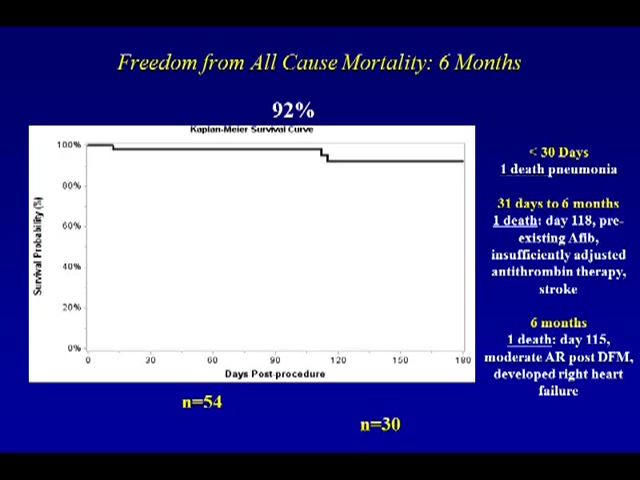 Freedom from All Cause Mortality: 6 Months
92%
Kaplan-Meier Survival Curve
100%
80%
60%
40%
20%
0%
Survival Probability (%)
0 30 60 90 120 150 180
Days Post-procedure
n=54
n=30
< 30 Days
1 death pneumonia
31 days to 6 months
1 death: day 118, pre-
existing Afib,
insufficiently adjusted
antithrombin therapy,
stroke
6 months
1 death: day 115,
moderate AR post DFM,
developed right heart
failure